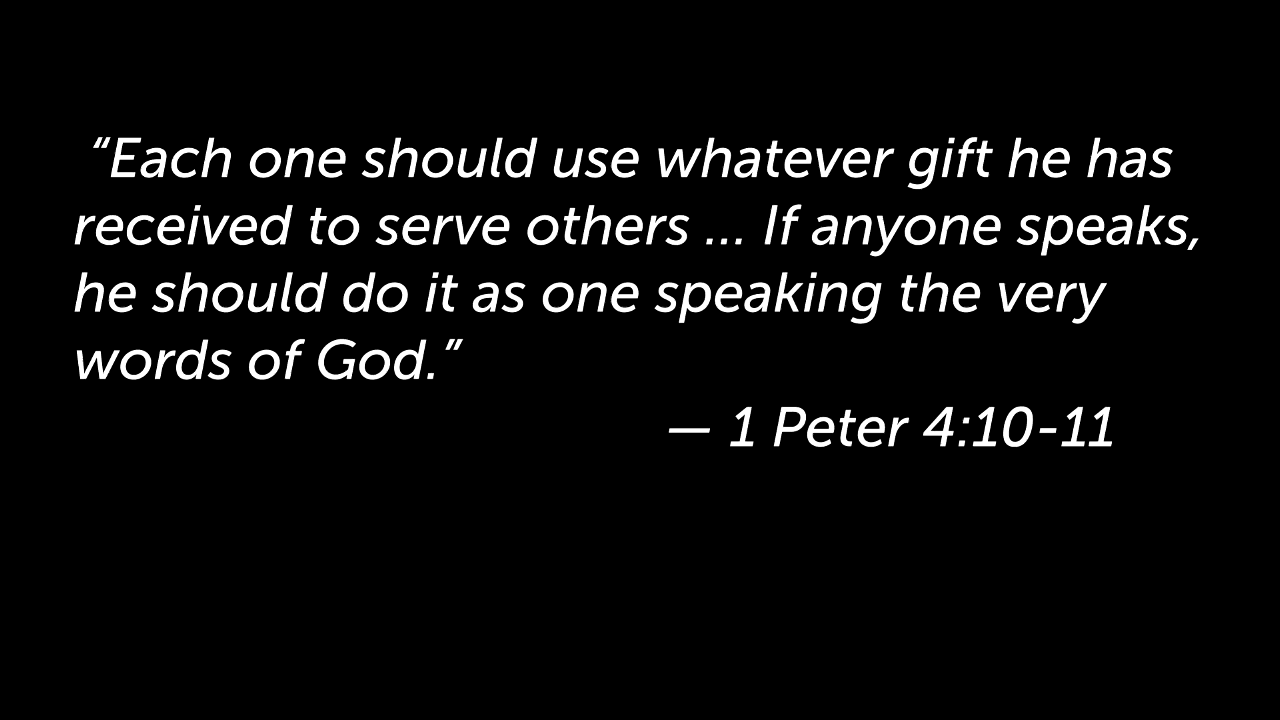 “Each one should use whatever gift he has
received to serve others ... If anyone speaks,
he should do it as one speaking the very
words of God.”
— 1 Peter 4:10-11